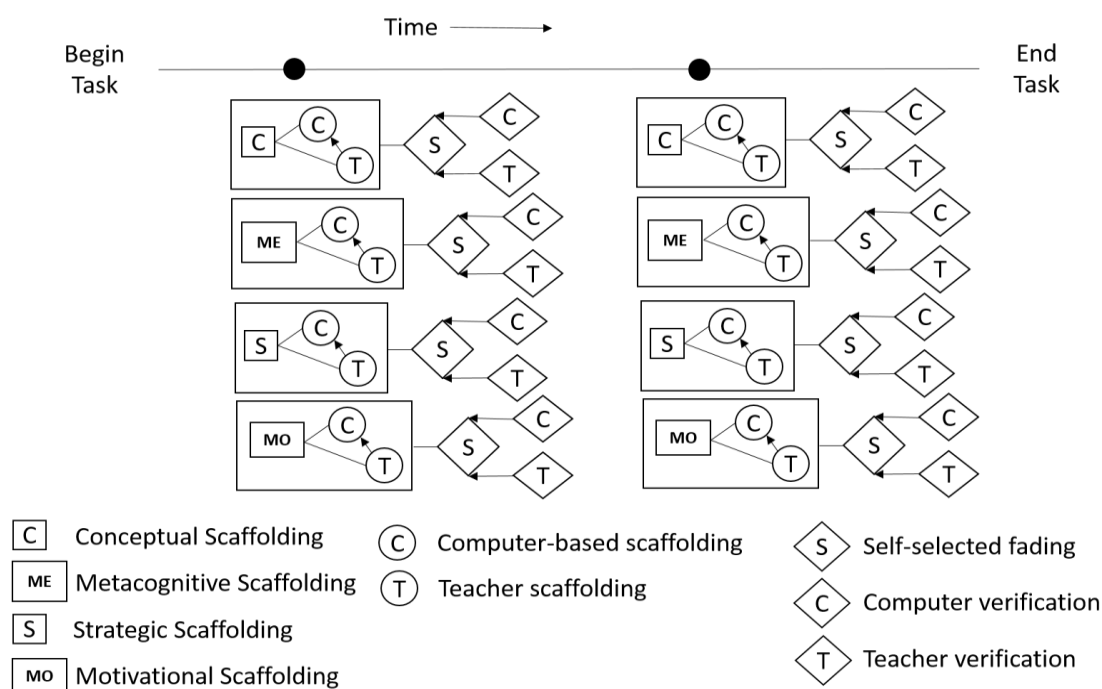 Time
Begin
Task
End
Task
C C T S C T
C C T S C T
ME C T S C T
ME C T S C T
S C T S C T
S C T S C T
MO C T S C T
MO C T S C T
C Conceptual Scaffolding
ME Metacognitive Scaffolding
S Strategic Scaffolding
MO Motivational Scaffolding
C Computer-based scaffolding
T Teacher scaffolding
S Self-selected fading
C Computer verification
T Teacher verification